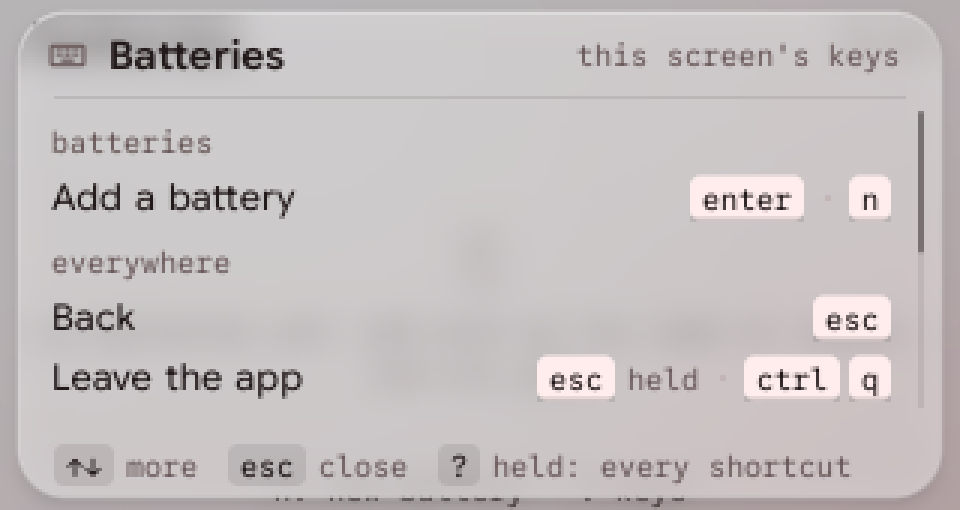 Batteries this screen's keys
batteries
Add a battery enter · n
everywhere
Back esc
Leave the app esc held · ctrl q
↑↓ more esc close ? held: every shortcut